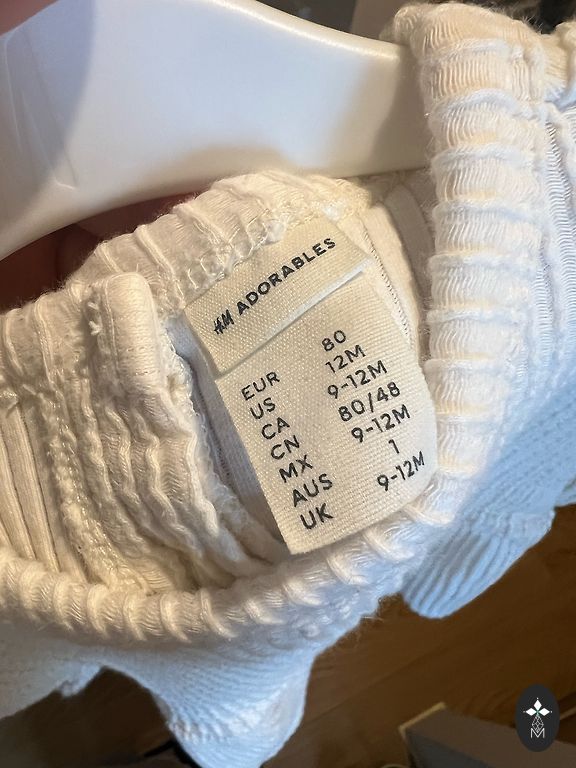 H&M ADORABLES
EUR 80
US 12M
CA 9-12M
CN 80/48
MX 9-12M
AUS 1
UK 9-12M
M